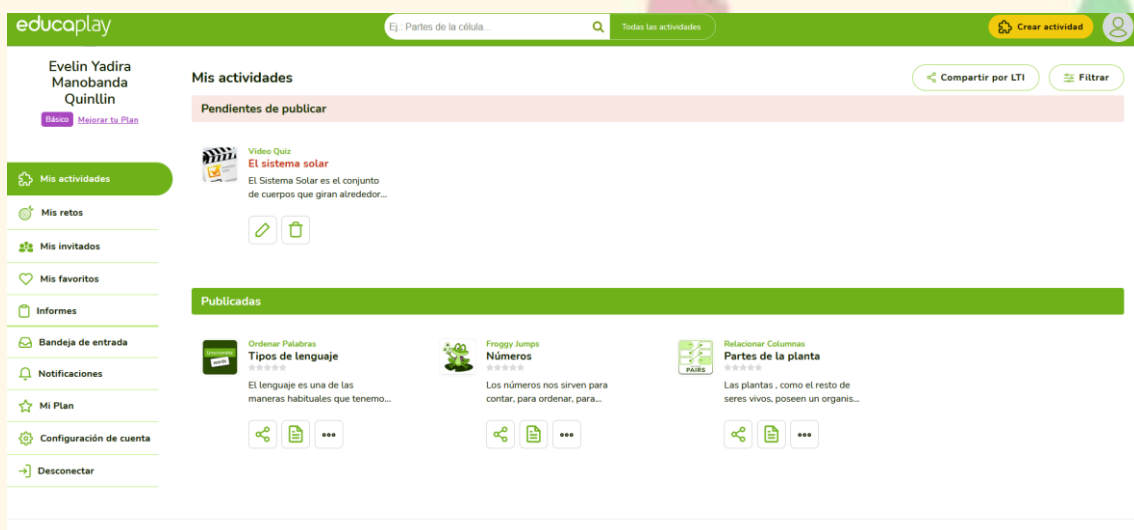 educaplay
Ej.: Partes de la célula...
Todas las actividades
Crear actividad
Evelin Yadira
Manobanda
Quinllin
Básico Mejorar tu Plan
Mis actividades
Mis retos
Mis invitados
Mis favoritos
Informes
Bandeja de entrada
Notificaciones
Mi Plan
Configuración de cuenta
Desconectar
Mis actividades
Compartir por LTI
Filtrar
Pendientes de publicar
Video Quiz
El sistema solar
El Sistema Solar es el conjunto
de cuerpos que giran alrededor...
Publicadas
Ordenar Palabras
Tipos de lenguaje
El lenguaje es una de las
maneras habituales que tenemo...
Froggy Jumps
Números
Los números nos sirven para
contar, para ordenar, para...
PAIRS
Relacionar Columnas
Partes de la planta
Las plantas , como el resto de
seres vivos, poseen un organis...